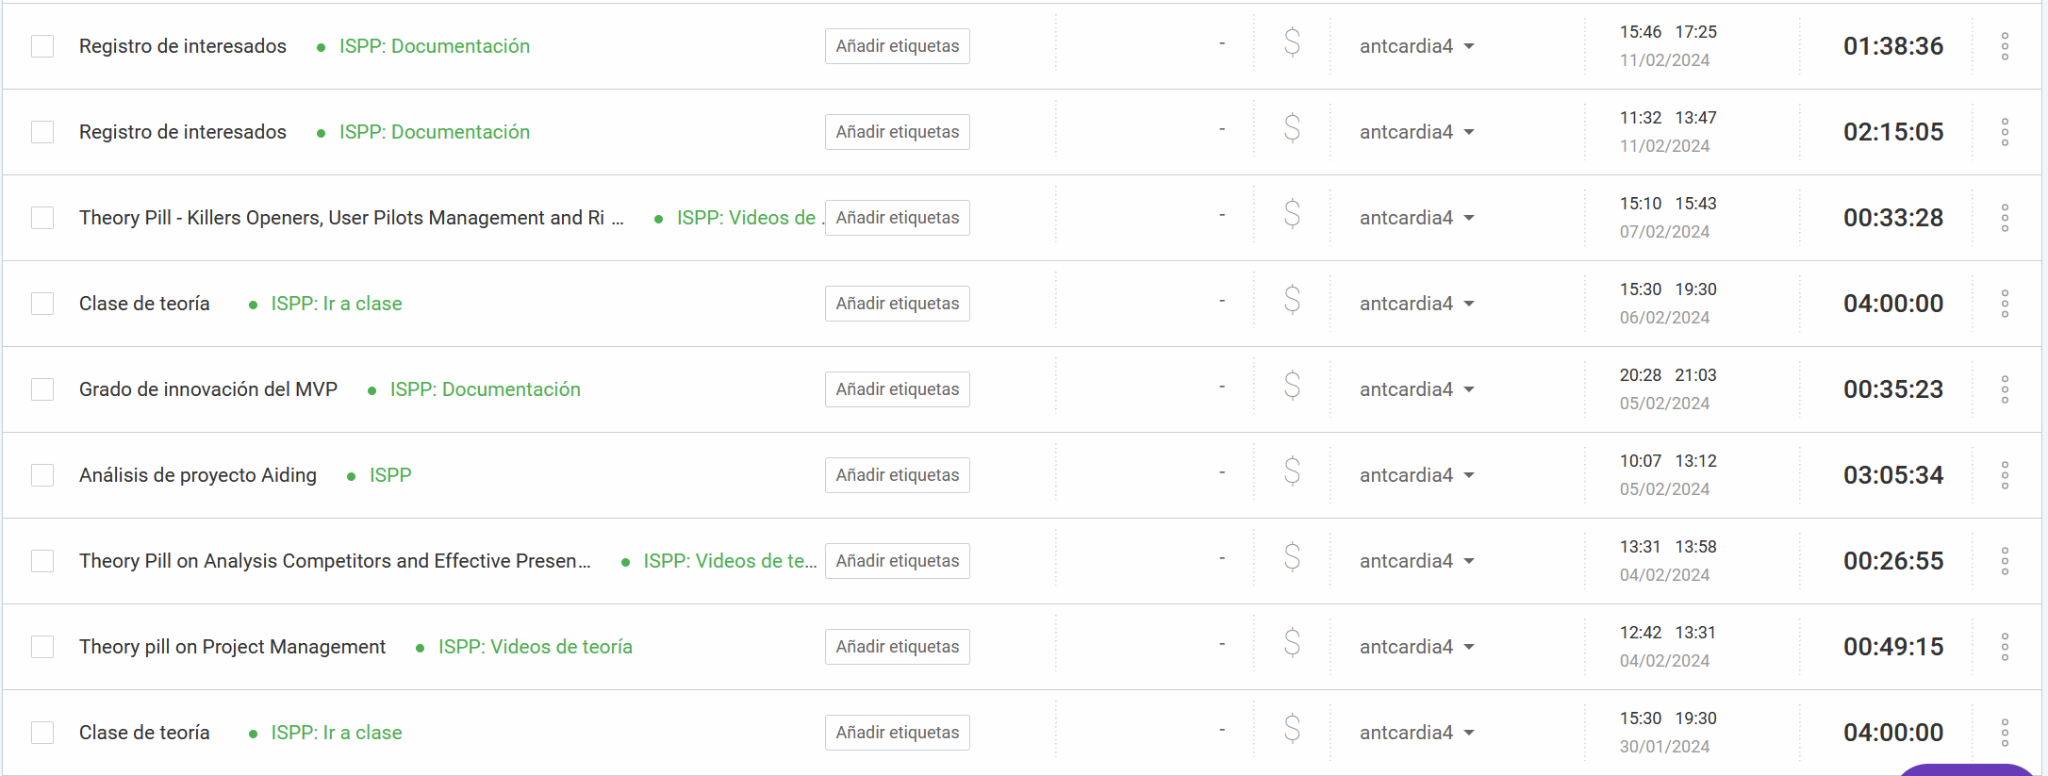 Registro de interesados • ISPP: Documentación Añadir etiquetas - $ antcardia4 15:46 17:25 01:38:36
11/02/2024
Registro de interesados • ISPP: Documentación Añadir etiquetas - $ antcardia4 11:32 13:47 02:15:05
11/02/2024
Theory Pill - Killers Openers, User Pilots Management and Ri ... • ISPP: Videos de . Añadir etiquetas - $ antcardia4 15:10 15:43 00:33:28
07/02/2024
Clase de teoría • ISPP: Ir a clase Añadir etiquetas - $ antcardia4 15:30 19:30 04:00:00
06/02/2024
Grado de innovación del MVP • ISPP: Documentación Añadir etiquetas - $ antcardia4 20:28 21:03 00:35:23
05/02/2024
Análisis de proyecto Aiding • ISPP Añadir etiquetas - $ antcardia4 10:07 13:12 03:05:34
05/02/2024
Theory Pill on Analysis Competitors and Effective Presen... • ISPP: Videos de te... Añadir etiquetas - $ antcardia4 13:31 13:58 00:26:55
04/02/2024
Theory pill on Project Management • ISPP: Videos de teoría Añadir etiquetas - $ antcardia4 12:42 13:31 00:49:15
04/02/2024
Clase de teoría • ISPP: Ir a clase Añadir etiquetas - $ antcardia4 15:30 19:30 04:00:00
30/01/2024